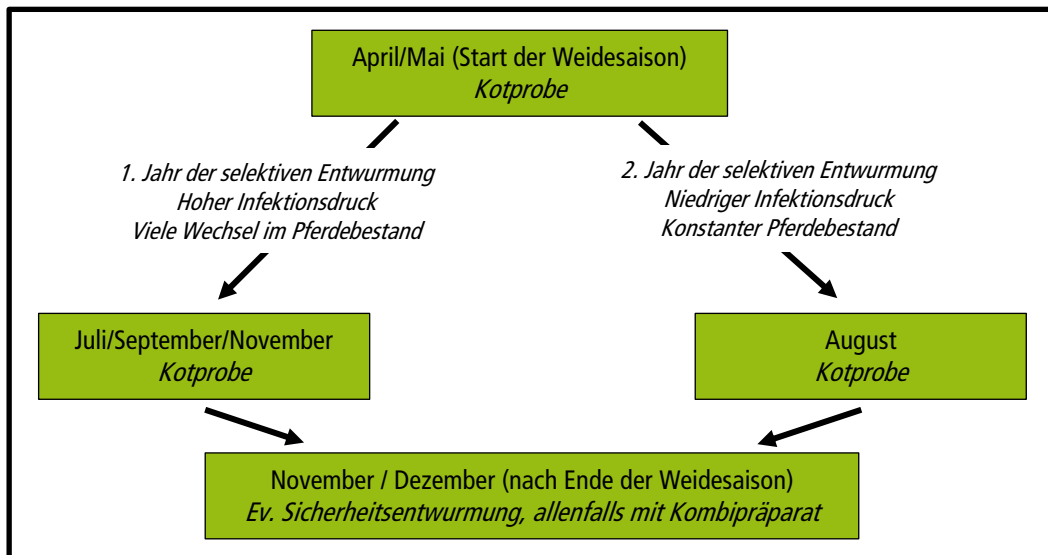 April/Mai (Start der Weidesaison)
Kotprobe
1. Jahr der selektiven Entwurmung
Hoher Infektionsdruck
Viele Wechsel im Pferdebestand
2. Jahr der selektiven Entwurmung
Niedriger Infektionsdruck
Konstanter Pferdebestand
Juli/September/November
Kotprobe
August
Kotprobe
November / Dezember (nach Ende der Weidesaison)
Ev. Sicherheitsentwurmung, allenfalls mit Kombipräparat